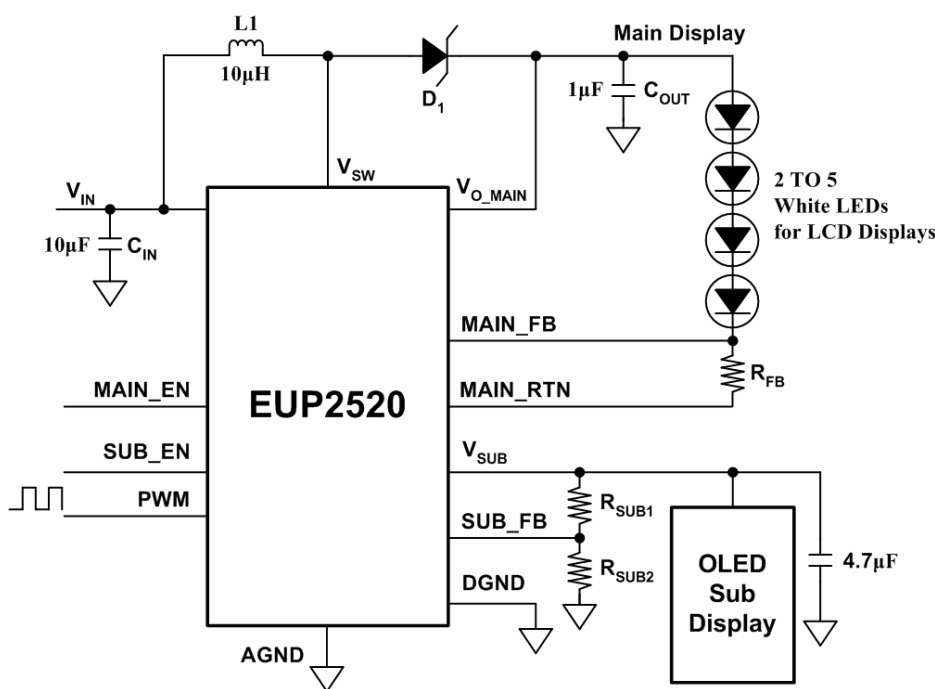 L1
10µH
D1
Main Display
1µF
COUT
VSW
VIN
VO_MAIN
10µF
CIN
2 TO 5
White LEDs
for LCD Displays
MAIN_FB
RFB
MAIN_EN
MAIN_RTN
EUP2520
SUB_EN
VSUB
PWM
RSUB1
SUB_FB
RSUB2
OLED
Sub
Display
4.7µF
DGND
AGND